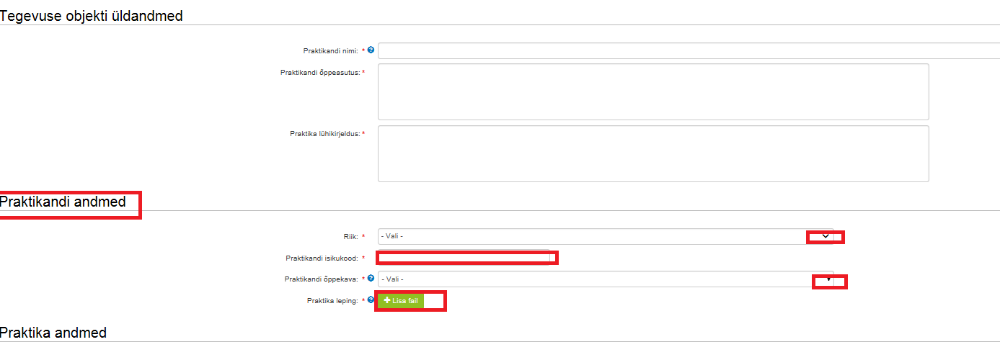 Tegevuse objekti üldandmed
Praktikandi nimi: * ?
Praktikandi õppeasutus: *
Praktika lühikirjeldus: *
Praktikandi andmed
Riik: * - Vali -
Praktikandi isikukood: *
Praktikandi õppekava: * ? - Vali -
Praktika leping: * ? + Lisa fail
Praktika andmed